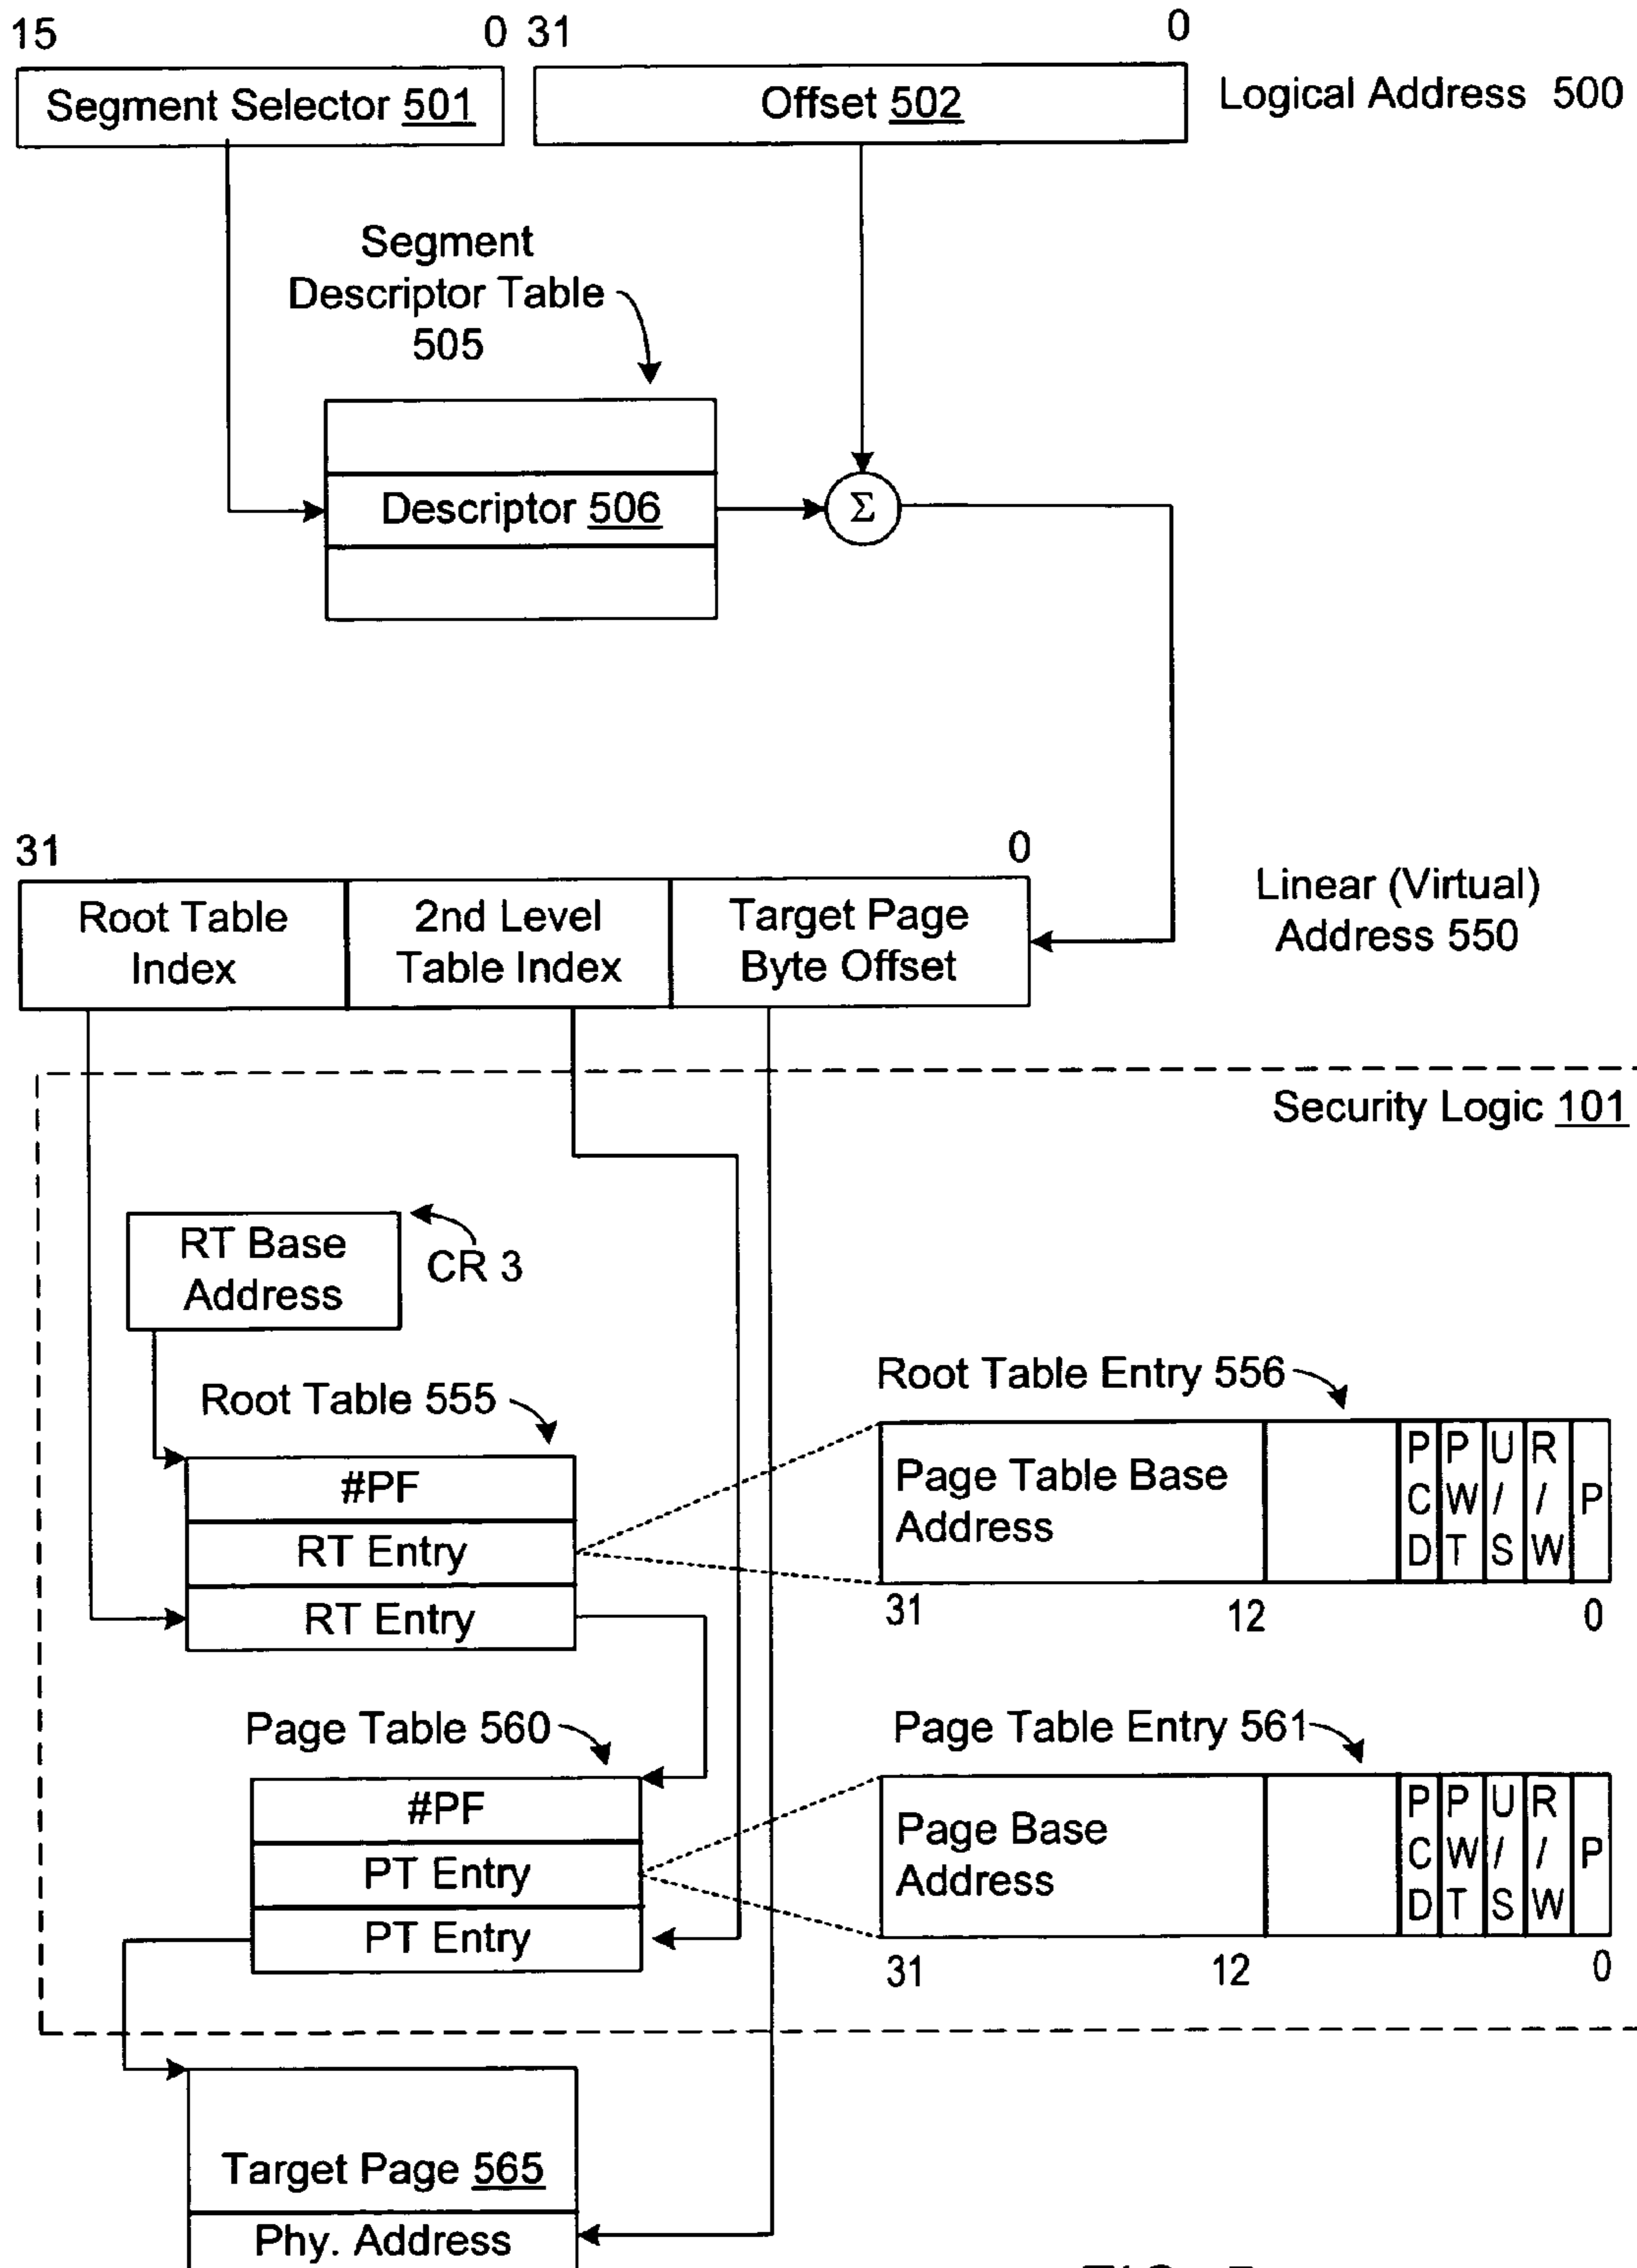 15 0 31 0
Segment Selector 501
Offset 502
Logical Address 500
Segment
Descriptor Table
505
Descriptor 506
Σ
31 0
Root Table
Index
2nd Level
Table Index
Target Page
Byte Offset
Linear (Virtual)
Address 550
Security Logic 101
RT Base
Address
CR 3
Root Table 555
#PF
RT Entry
RT Entry
Root Table Entry 556
Page Table Base
Address
PCD
PWT
U/S
R/W
P
31 12 0
Page Table 560
#PF
PT Entry
PT Entry
Page Table Entry 561
Page Base
Address
PCD
PWT
U/S
R/W
P
31 12 0
Target Page 565
Phy. Address